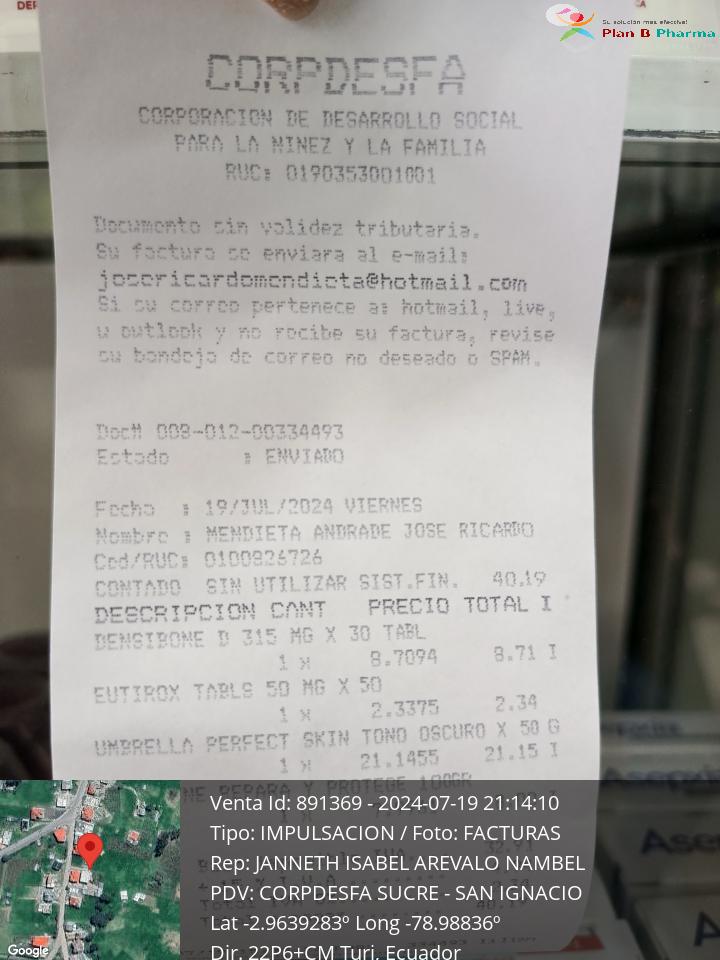 Su solución más efectiva!
Plan B Pharma
CORPDESFA
CORPORACION DE DESARROLLO SOCIAL
PARA LA NINEZ Y LA FAMILIA
RUC: 0190353001001
Documento sin validez tributaria.
Su factura se enviara al e-mail:
josericardomendieta@hotmail.com
Si su correo pertenece a: hotmail, live,
u outlook y no recibe su factura, revise
su bandeja de correo no deseado o SPAM.
Doc# 008-012-00334493
Estado : ENVIADO
Fecha : 19/JUL/2024 VIERNES
Nombre : MENDIETA ANDRADE JOSE RICARDO
Ced/RUC: 0100826726
CONTADO SIN UTILIZAR SIST.FIN. 40.19
DESCRIPCION CANT PRECIO TOTAL I
DENSIBONE D 315 MG X 30 TABL
1 x 8.7094 8.71 I
EUTIROX TABLS 50 MG X 50
1 x 2.3375 2.34
UMBRELLA PERFECT SKIN TONO OSCURO X 50 G
1 x 21.1455 21.15 I
REPARA Y PROTEGE 100GR
Venta Id: 891369 - 2024-07-19 21:14:10
Tipo: IMPULSACION / Foto: FACTURAS
Rep: JANNETH ISABEL AREVALO NAMBEL
PDV: CORPDESFA SUCRE - SAN IGNACIO
Lat -2.9639283º Long -78.98836º
Dir. 22P6+CM Turi, Ecuador
Google